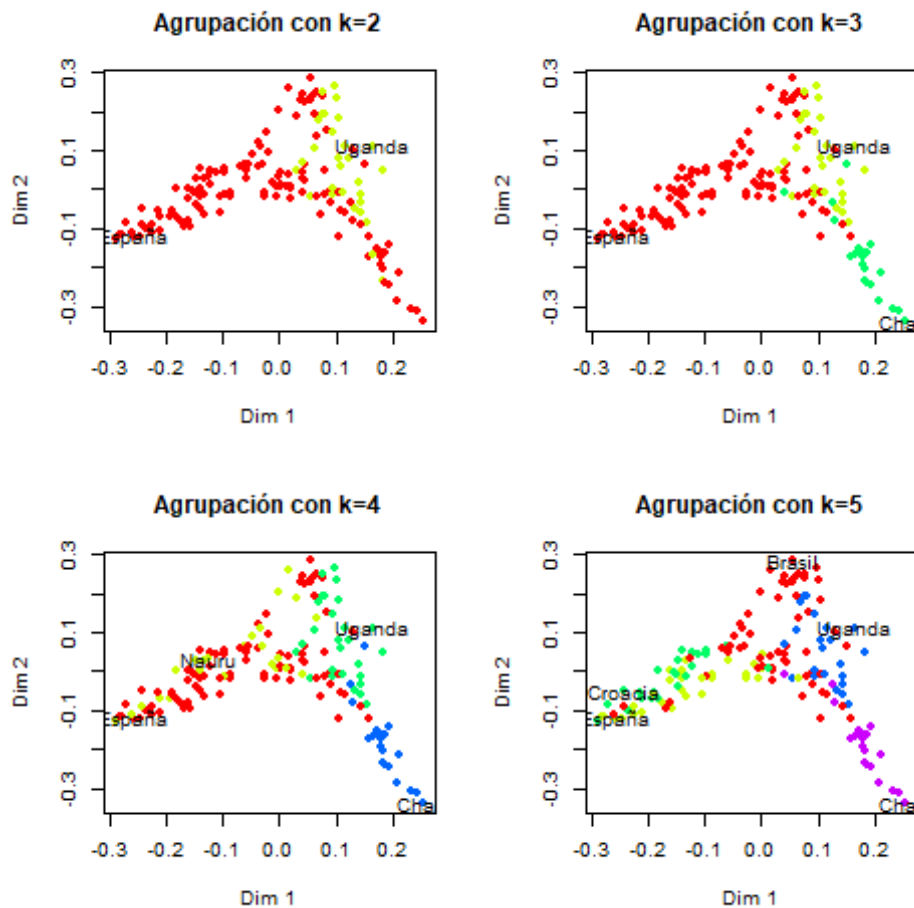 Agrupación con k=2
Dim 2
0.3
0.1
-0.1
-0.3
Uganda
España
-0.3 -0.2 -0.1 0.0 0.1 0.2
Dim 1
Agrupación con k=3
Dim 2
0.3
0.1
-0.1
-0.3
Uganda
España
Cha
-0.3 -0.2 -0.1 0.0 0.1 0.2
Dim 1
Agrupación con k=4
Dim 2
0.3
0.1
-0.1
-0.3
Uganda
Nauru
España
Cha
-0.3 -0.2 -0.1 0.0 0.1 0.2
Dim 1
Agrupación con k=5
Dim 2
0.3
0.1
-0.1
-0.3
Brasil
Uganda
Croacia
España
Cha
-0.3 -0.2 -0.1 0.0 0.1 0.2
Dim 1